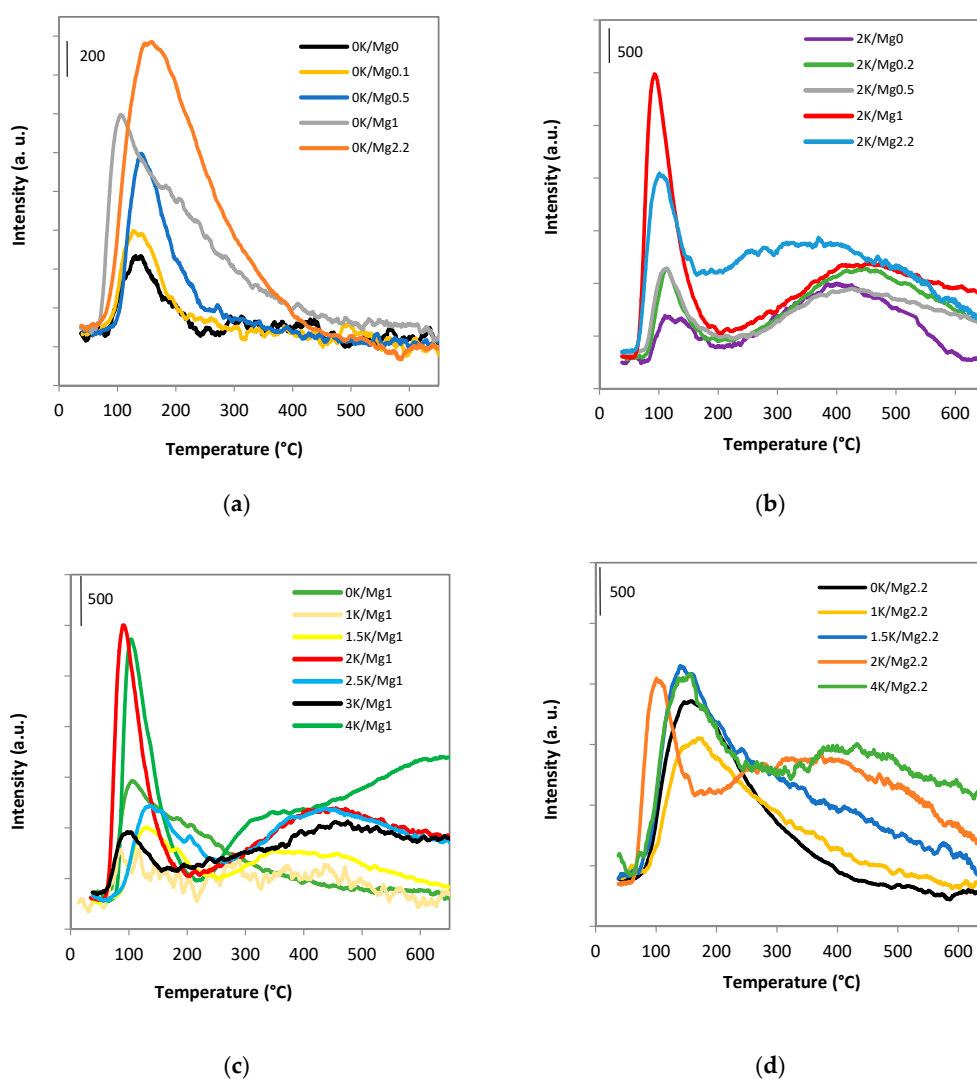 200
0K/Mg0
0K/Mg0.1
0K/Mg0.5
0K/Mg1
0K/Mg2.2
Intensity (a. u.)
0 100 200 300 400 500 600
Temperature (°C)
(a)
500
2K/Mg0
2K/Mg0.2
2K/Mg0.5
2K/Mg1
2K/Mg2.2
Intensity (a.u.)
0 100 200 300 400 500 600
Temperature (°C)
(b)
500
0K/Mg1
1K/Mg1
1.5K/Mg1
2K/Mg1
2.5K/Mg1
3K/Mg1
4K/Mg1
Intensity (a.u.)
0 100 200 300 400 500 600
Temperature (°C)
(c)
500
0K/Mg2.2
1K/Mg2.2
1.5K/Mg2.2
2K/Mg2.2
4K/Mg2.2
Intensity (a. u.)
0 100 200 300 400 500 600
Temperature (°C)
(d)